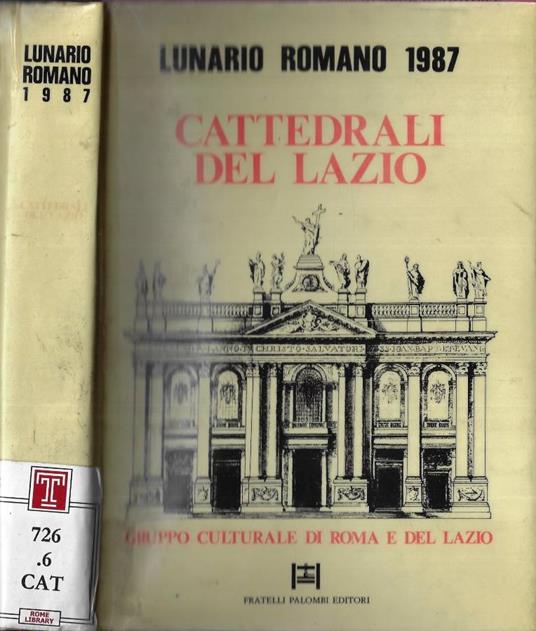 LUNARIO
ROMANO
1987
CATTEDRALI
DEL LAZIO
T
726
.6
CAT
ROME
LIBRARY
LUNARIO ROMANO 1987
CATTEDRALI
DEL LAZIO
CHRISTO SALVATORI
GRUPPO CULTURALE DI ROMA E DEL LAZIO
FRATELLI PALOMBI EDITORI